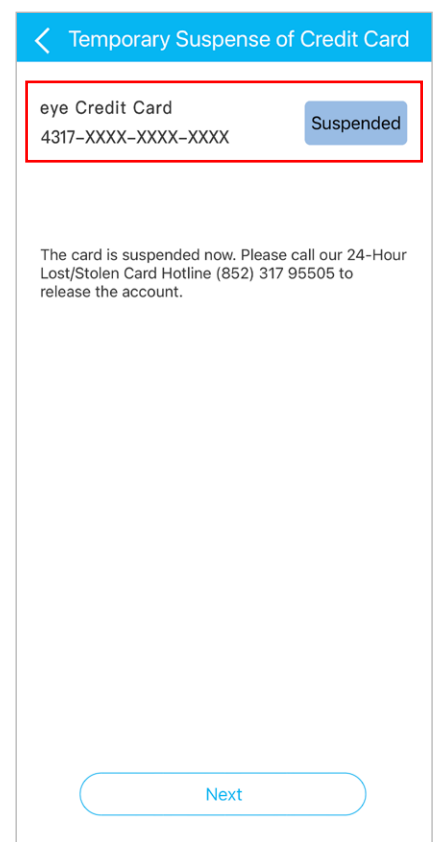 Temporary Suspense of Credit Card
eye Credit Card
4317-XXXX-XXXX-XXXX
Suspended
The card is suspended now. Please call our 24-Hour
Lost/Stolen Card Hotline (852) 317 95505 to
release the account.
Next